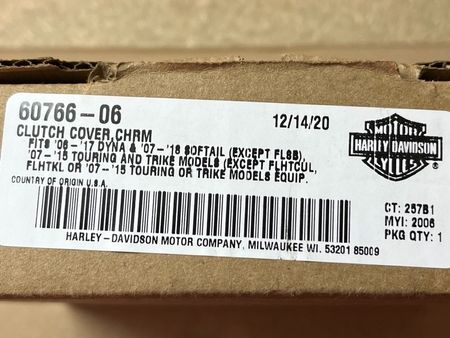 60766-06
12/14/20
CLUTCH COVER,CHRM
FITS '06-'17 DYNA & '07-'18 SOFTAIL (EXCEPT FLSB),
'07-'15 TOURING AND TRIKE MODELS (EXCEPT FLHTCUL,
FLHTKL OR '07-'15 TOURING OR TRIKE MODELS EQUIP.
COUNTRY OF ORIGIN U.S.A.
MOTOR
HARLEY-DAVIDSON
CYCLES
CT: 257B1
MYI: 2006
PKG QTY: 1
HARLEY-DAVIDSON MOTOR COMPANY, MILWAUKEE WI. 53201 85009